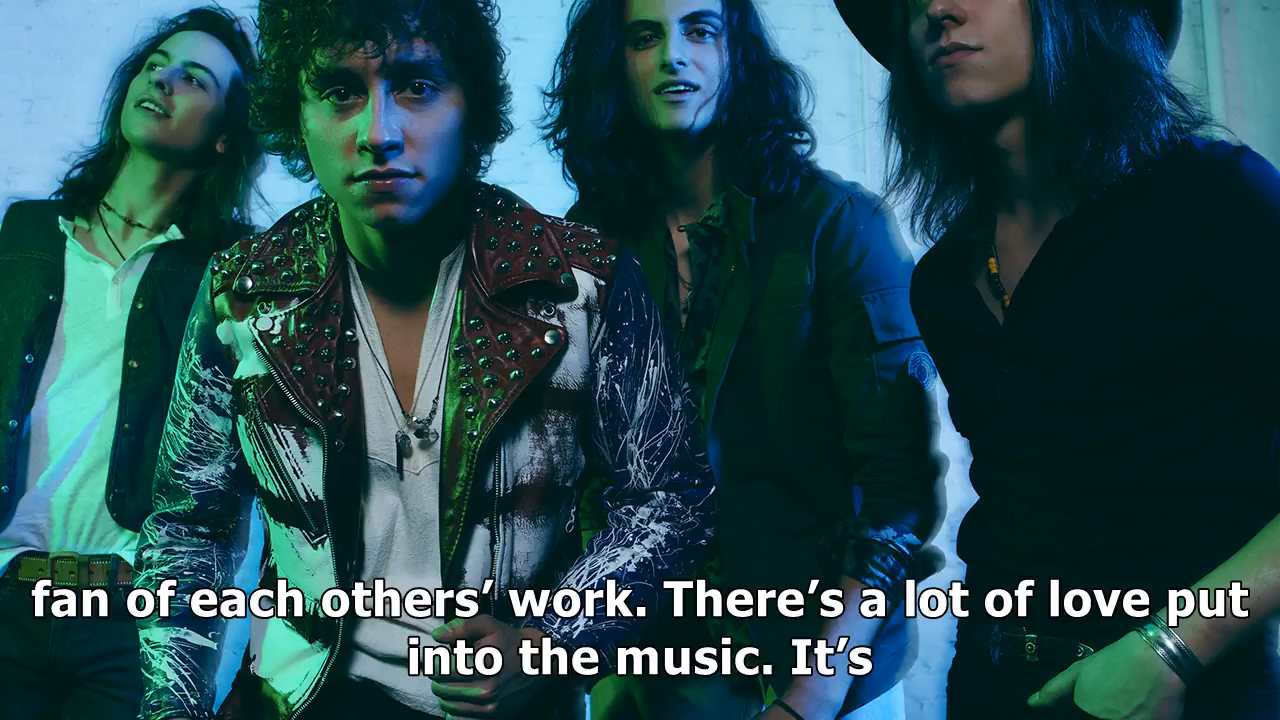 fan of each others’ work. There’s a lot of love put
into the music. It’s